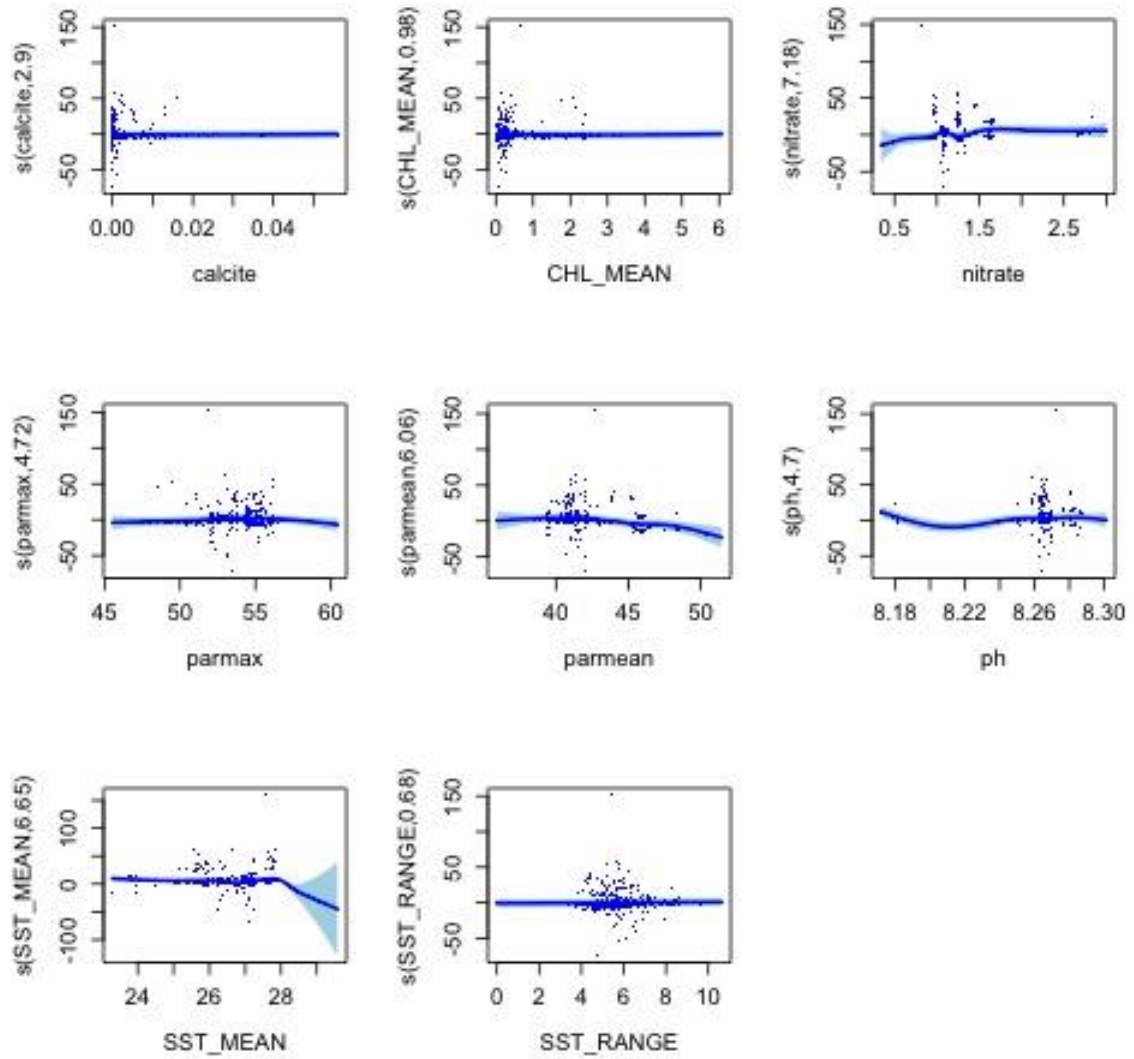 s(calcite,2.9)
150
50
-50
0.00 0.02 0.04
calcite
s(CHL_MEAN,0.98)
150
50
-50
0 1 2 3 4 5 6
CHL_MEAN
s(nitrate,7.18)
150
50
-50
0.5 1.5 2.5
nitrate
s(parmax,4.72)
150
50
-50
45 50 55 60
parmax
s(parmean,6.06)
150
50
-50
40 45 50
parmean
s(ph,4.7)
150
50
-50
8.18 8.22 8.26 8.30
ph
s(SST_MEAN,6.65)
100
0
-100
24 26 28
SST_MEAN
s(SST_RANGE,0.68)
150
50
-50
0 2 4 6 8 10
SST_RANGE